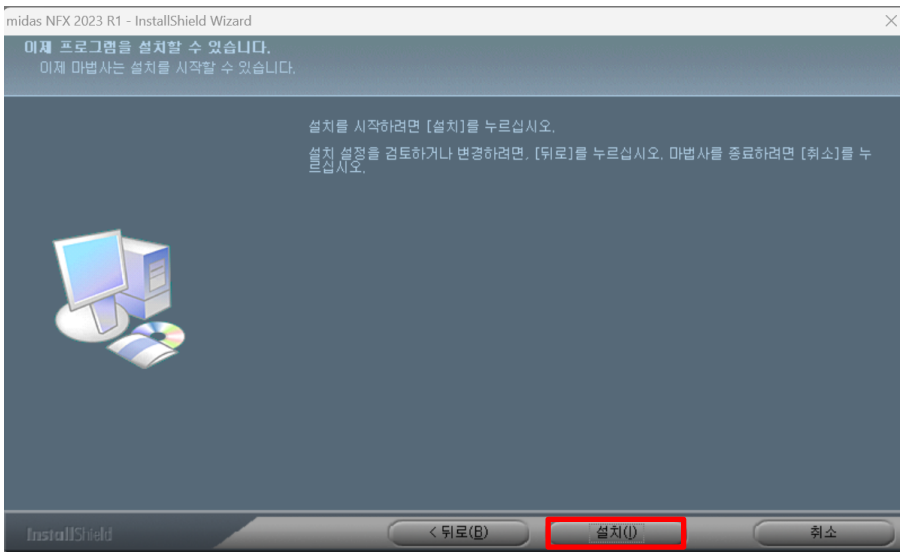 midas NFX 2023 R1 - InstallShield Wizard
이제 프로그램을 설치할 수 있습니다.
이제 마법사는 설치를 시작할 수 있습니다.
설치를 시작하려면 [설치]를 누르십시오.
설치 설정을 검토하거나 변경하려면, [뒤로]를 누르십시오. 마법사를 종료하려면 [취소]를 누
르십시오.
InstallShield
< 뒤로(B)
설치(I)
취소